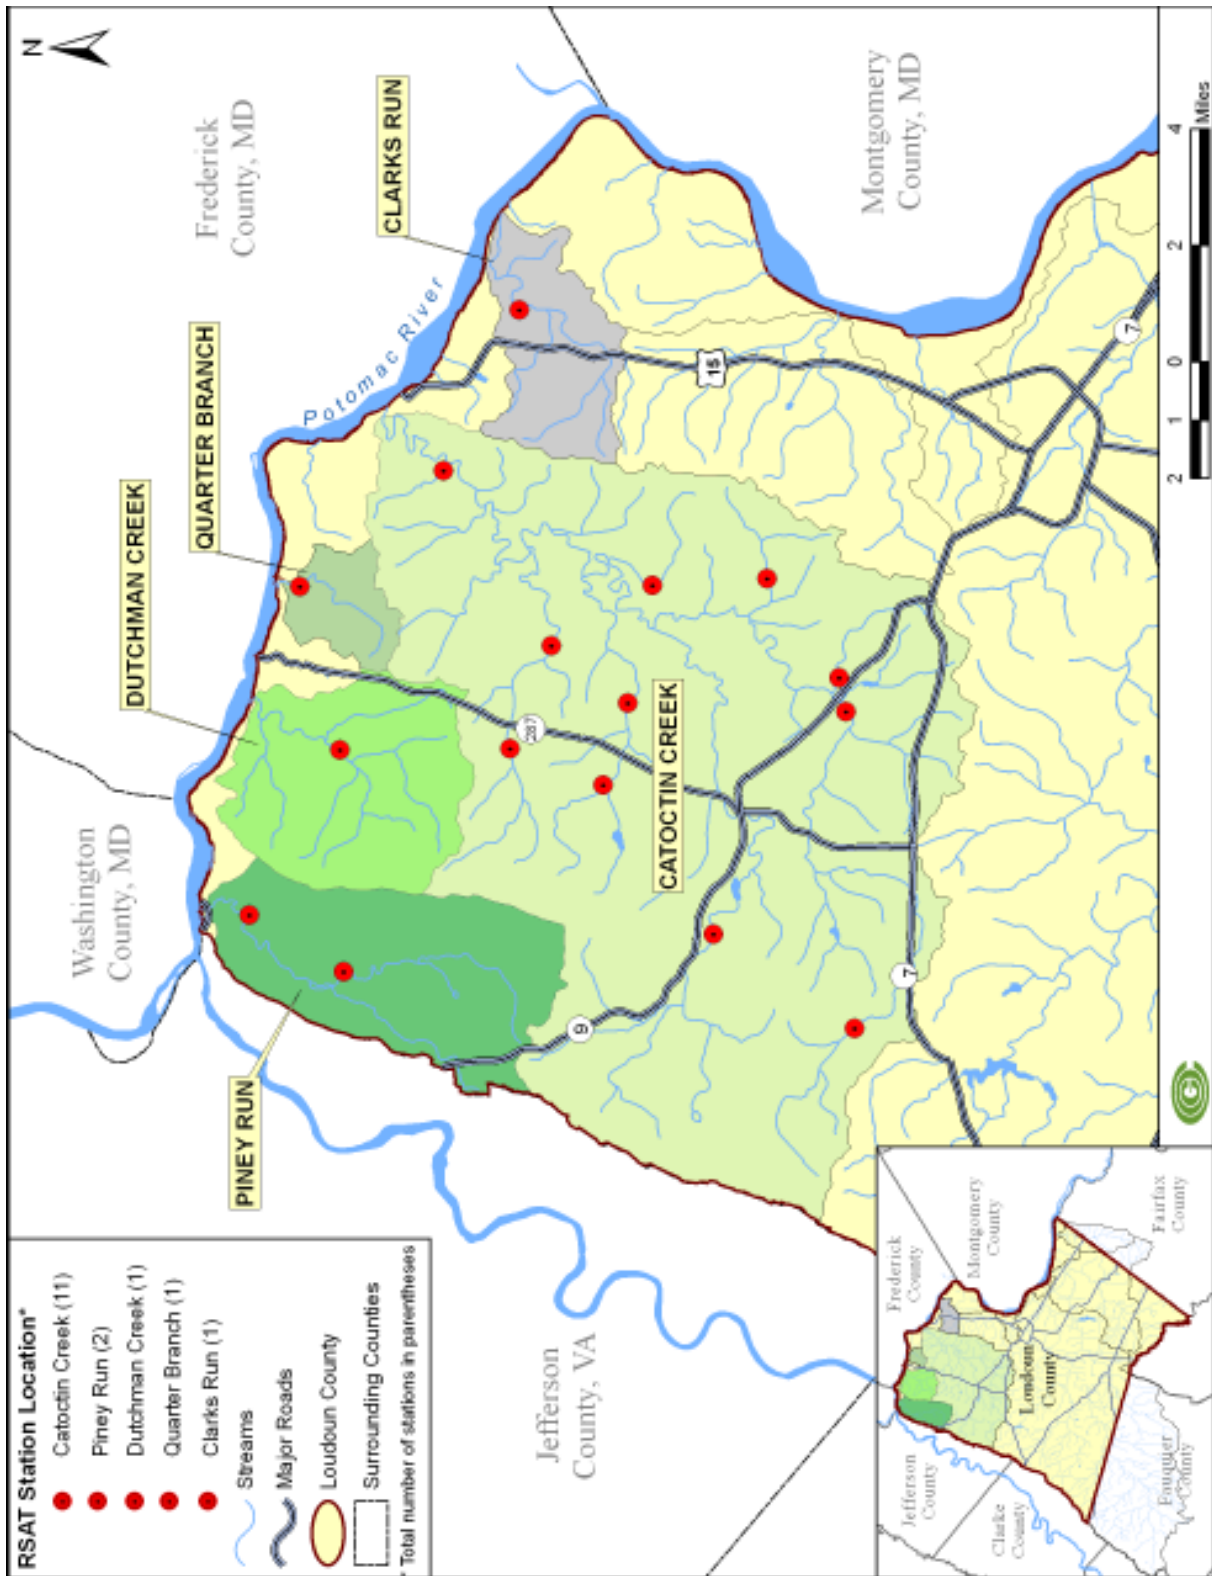 RSAT Station Location*
Catoctin Creek (11)
Piney Run (2)
Dutchman Creek (1)
Quarter Branch (1)
Clarks Run (1)
Streams
Major Roads
Loudoun County
Surrounding Counties
* Total number of stations in parentheses
N
Washington
County, MD
Frederick
County, MD
Montgomery
County, MD
Jefferson
County, VA
PINEY RUN
DUTCHMAN CREEK
QUARTER BRANCH
CLARKS RUN
CATOCTIN CREEK
Potomac River
287
15
9
7
7
2
1
0
2
4
Miles
Jefferson
County
Frederick
County
Montgomery
County
Clarke
County
Loudoun
County
Fauquier
County
Fairfax
County